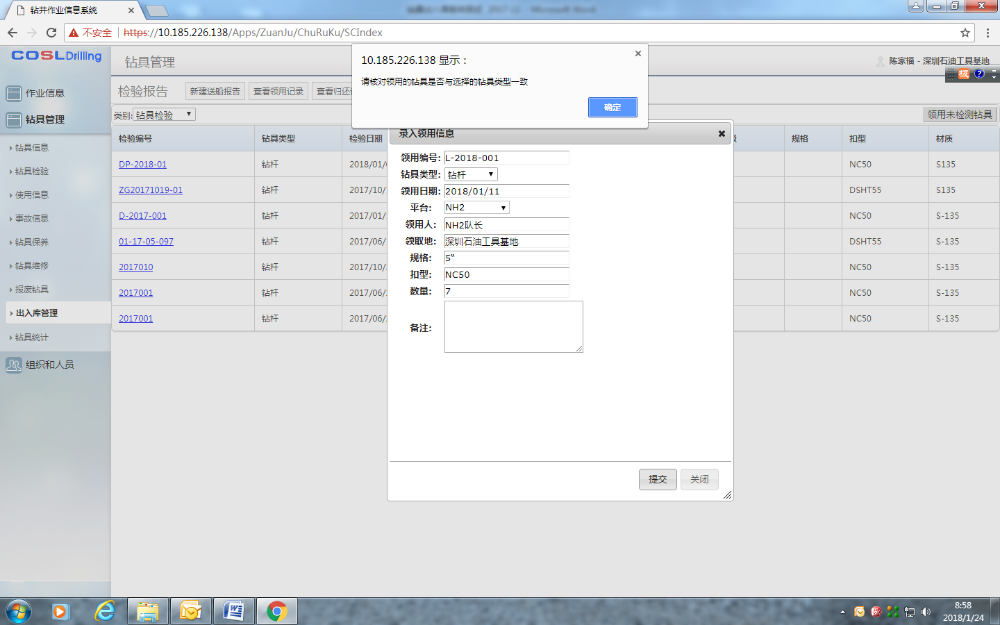 钻井作业信息系统
不安全 https://10.185.226.138/Apps/ZuanJu/ChuRuKu/SCIndex
COSL Drilling
钻具管理
陈家福 - 深圳石油工具基地
极
10.185.226.138 显示：
请核对领用的钻具是否与选择的钻具类型一致
确定
作业信息
钻具管理
钻具信息
钻具检验
使用信息
事故信息
钻具保养
钻具维修
报废钻具
出入库管理
钻具统计
组织和人员
检验报告 新建送船报告 查看领用记录 查看归还
类别: 钻具检验 领用未检测钻具
检验编号 钻具类型 检验日期 规格 扣型 材质
DP-2018-01 钻杆 2018/01/ NC50 S135
ZG20171019-01 钻杆 2017/10/ DSHT55 S135
D-2017-001 钻杆 2017/01/ NC50 S-135
01-17-05-097 钻杆 2017/06/ DSHT55 S-135
2017010 钻杆 2017/10/ NC50 S-135
2017001 钻杆 2017/06/ NC50 S-135
2017001 钻杆 2017/06/ NC50 S-135
录入领用信息
领用编号: L-2018-001
钻具类型: 钻杆
领用日期: 2018/01/11
平台: NH2
领用人: NH2队长
领取地: 深圳石油工具基地
规格: 5“
扣型: NC50
数量: 7
备注:
提交 关闭
8:58
2018/1/24